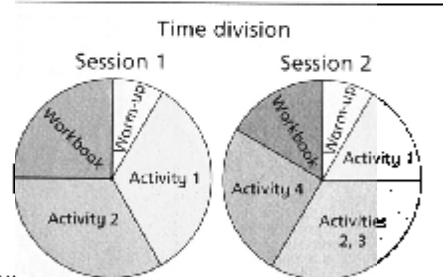 Time division
Session 1
Session 2
Workbook
Warm-up
Activity 1
Activity 2
Workbook
Warm-up
Activity 1
Activity 4
Activities
2, 3